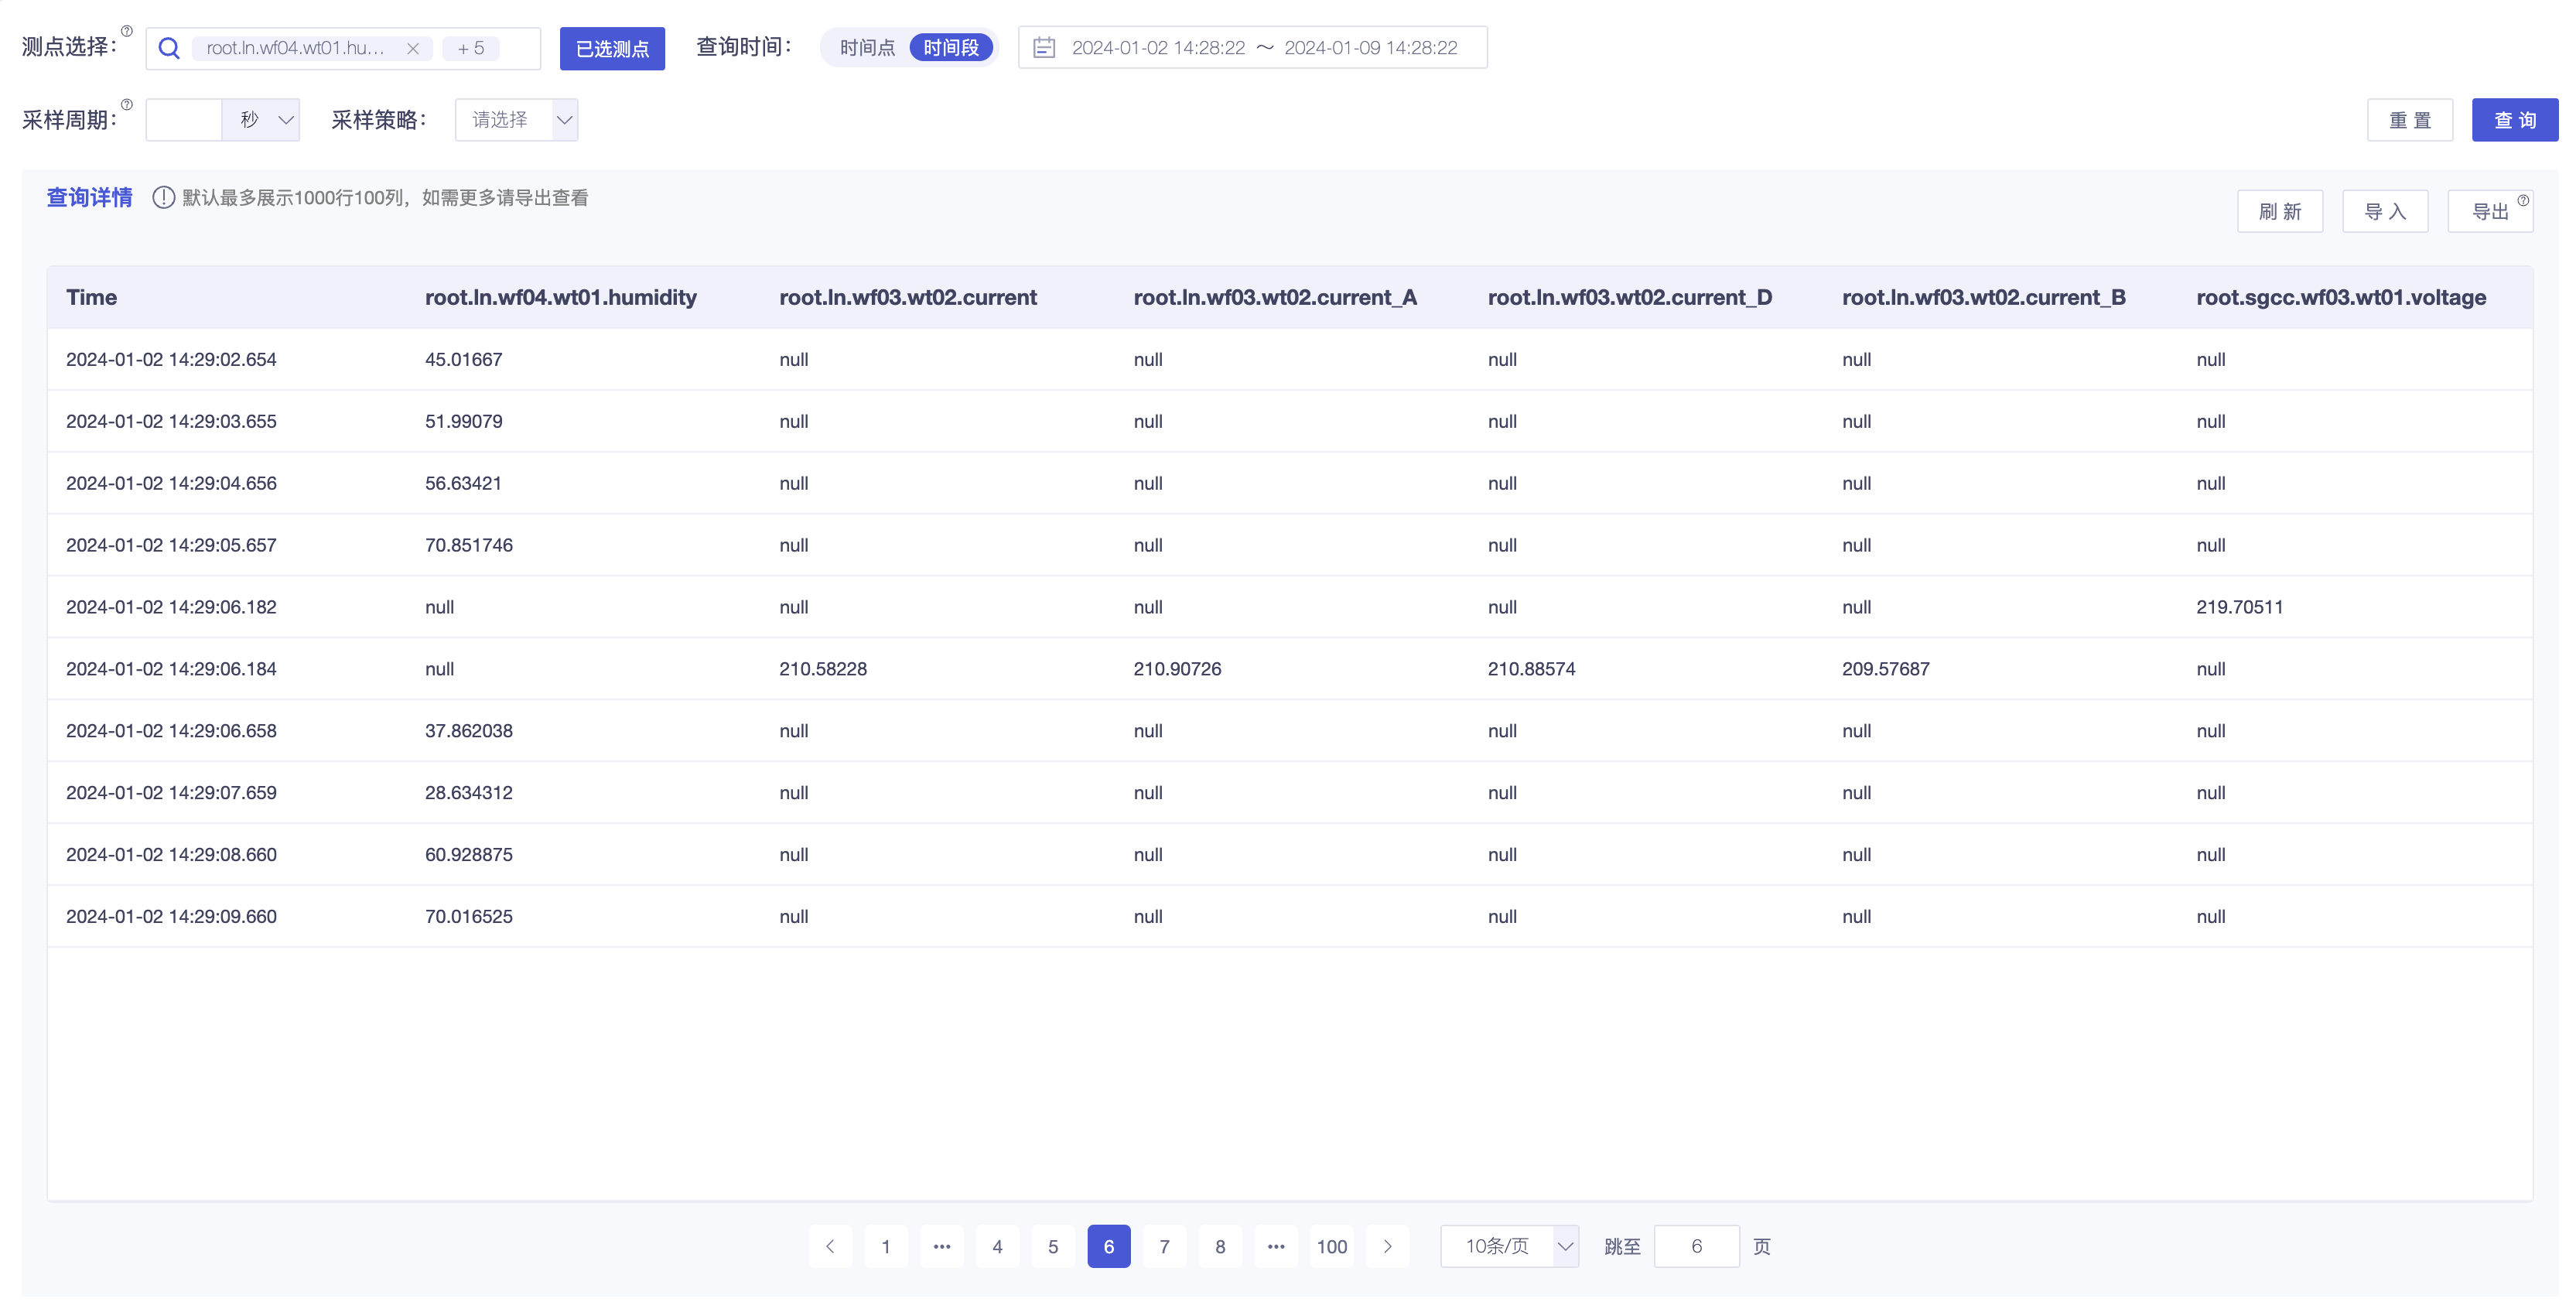 测点选择： root.ln.wf04.wt01.hu... + 5 已选测点 查询时间： 时间点 时间段 2024-01-02 14:28:22 ～ 2024-01-09 14:28:22
采样周期： 秒 采样策略： 请选择 重 置 查 询
查询详情 默认最多展示1000行100列，如需更多请导出查看 刷 新 导 入 导出
Time root.ln.wf04.wt01.humidity root.ln.wf03.wt02.current root.ln.wf03.wt02.current_A root.ln.wf03.wt02.current_D root.ln.wf03.wt02.current_B root.sgcc.wf03.wt01.voltage
2024-01-02 14:29:02.654 45.01667 null null null null null
2024-01-02 14:29:03.655 51.99079 null null null null null
2024-01-02 14:29:04.656 56.63421 null null null null null
2024-01-02 14:29:05.657 70.851746 null null null null null
2024-01-02 14:29:06.182 null null null null null 219.70511
2024-01-02 14:29:06.184 null 210.58228 210.90726 210.88574 209.57687 null
2024-01-02 14:29:06.658 37.862038 null null null null null
2024-01-02 14:29:07.659 28.634312 null null null null null
2024-01-02 14:29:08.660 60.928875 null null null null null
2024-01-02 14:29:09.660 70.016525 null null null null null
1 ••• 4 5 6 7 8 ••• 100 10条/页 跳至 6 页